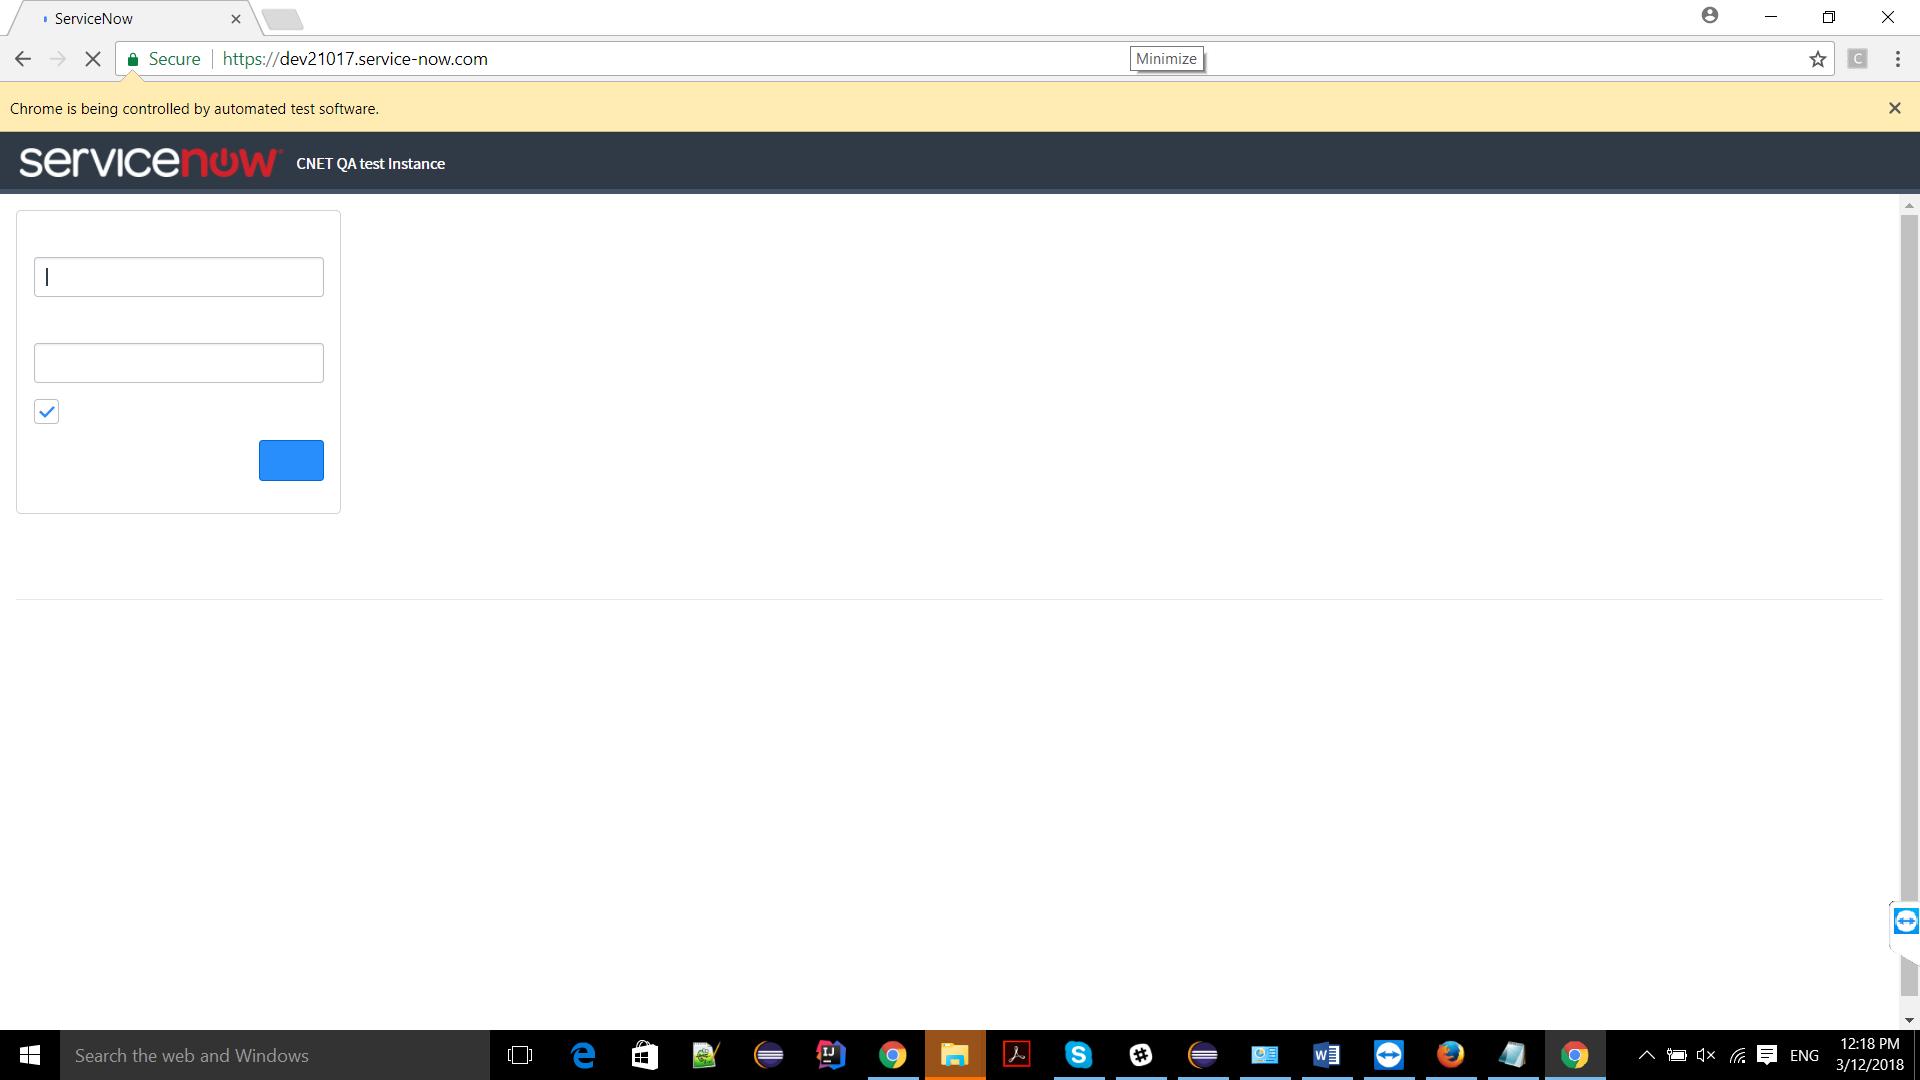 ServiceNow
Secure https://dev21017.service-now.com
Minimize
C
Chrome is being controlled by automated test software.
servicenow CNET QA test Instance
Search the web and Windows
ENG
12:18 PM
3/12/2018